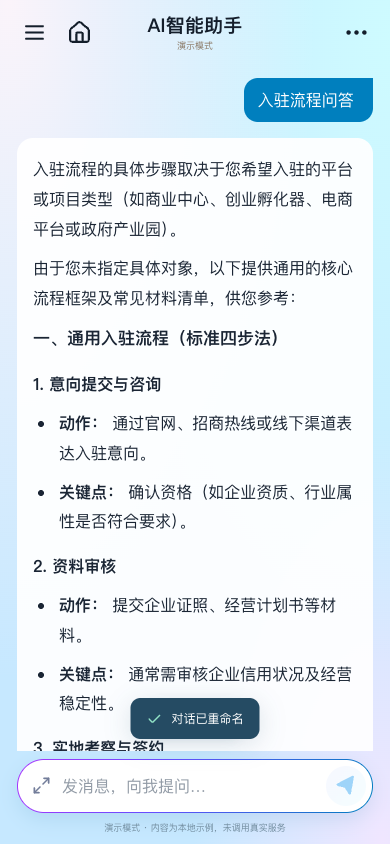 AI智能助手
演示模式
入驻流程问答
入驻流程的具体步骤取决于您希望入驻的平台
或项目类型（如商业中心、创业孵化器、电商
平台或政府产业园）。
由于您未指定具体对象，以下提供通用的核心
流程框架及常见材料清单，供您参考：
一、通用入驻流程（标准四步法）
1. 意向提交与咨询
• 动作： 通过官网、招商热线或线下渠道表
达入驻意向。
• 关键点： 确认资格（如企业资质、行业属
性是否符合要求）。
2. 资料审核
• 动作： 提交企业证照、经营计划书等材
料。
• 关键点： 通常需审核企业信用状况及经营
稳定性。
对话已重命名
3. 实地考察与签约
发消息，向我提问...
演示模式 · 内容为本地示例，未调用真实服务